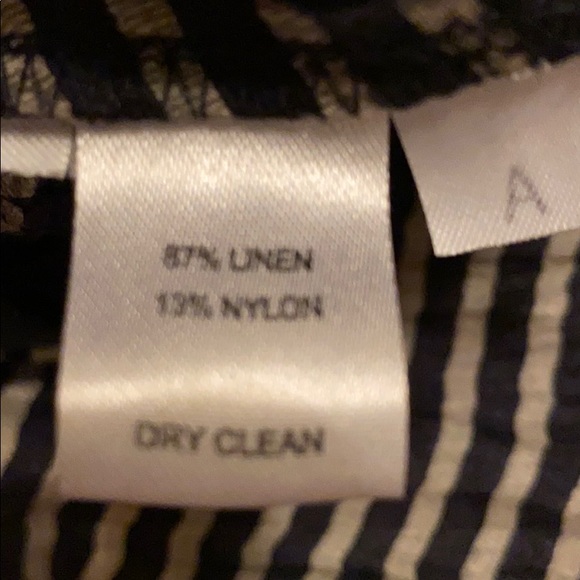 87% LINEN
13% NYLON
DRY CLEAN
A